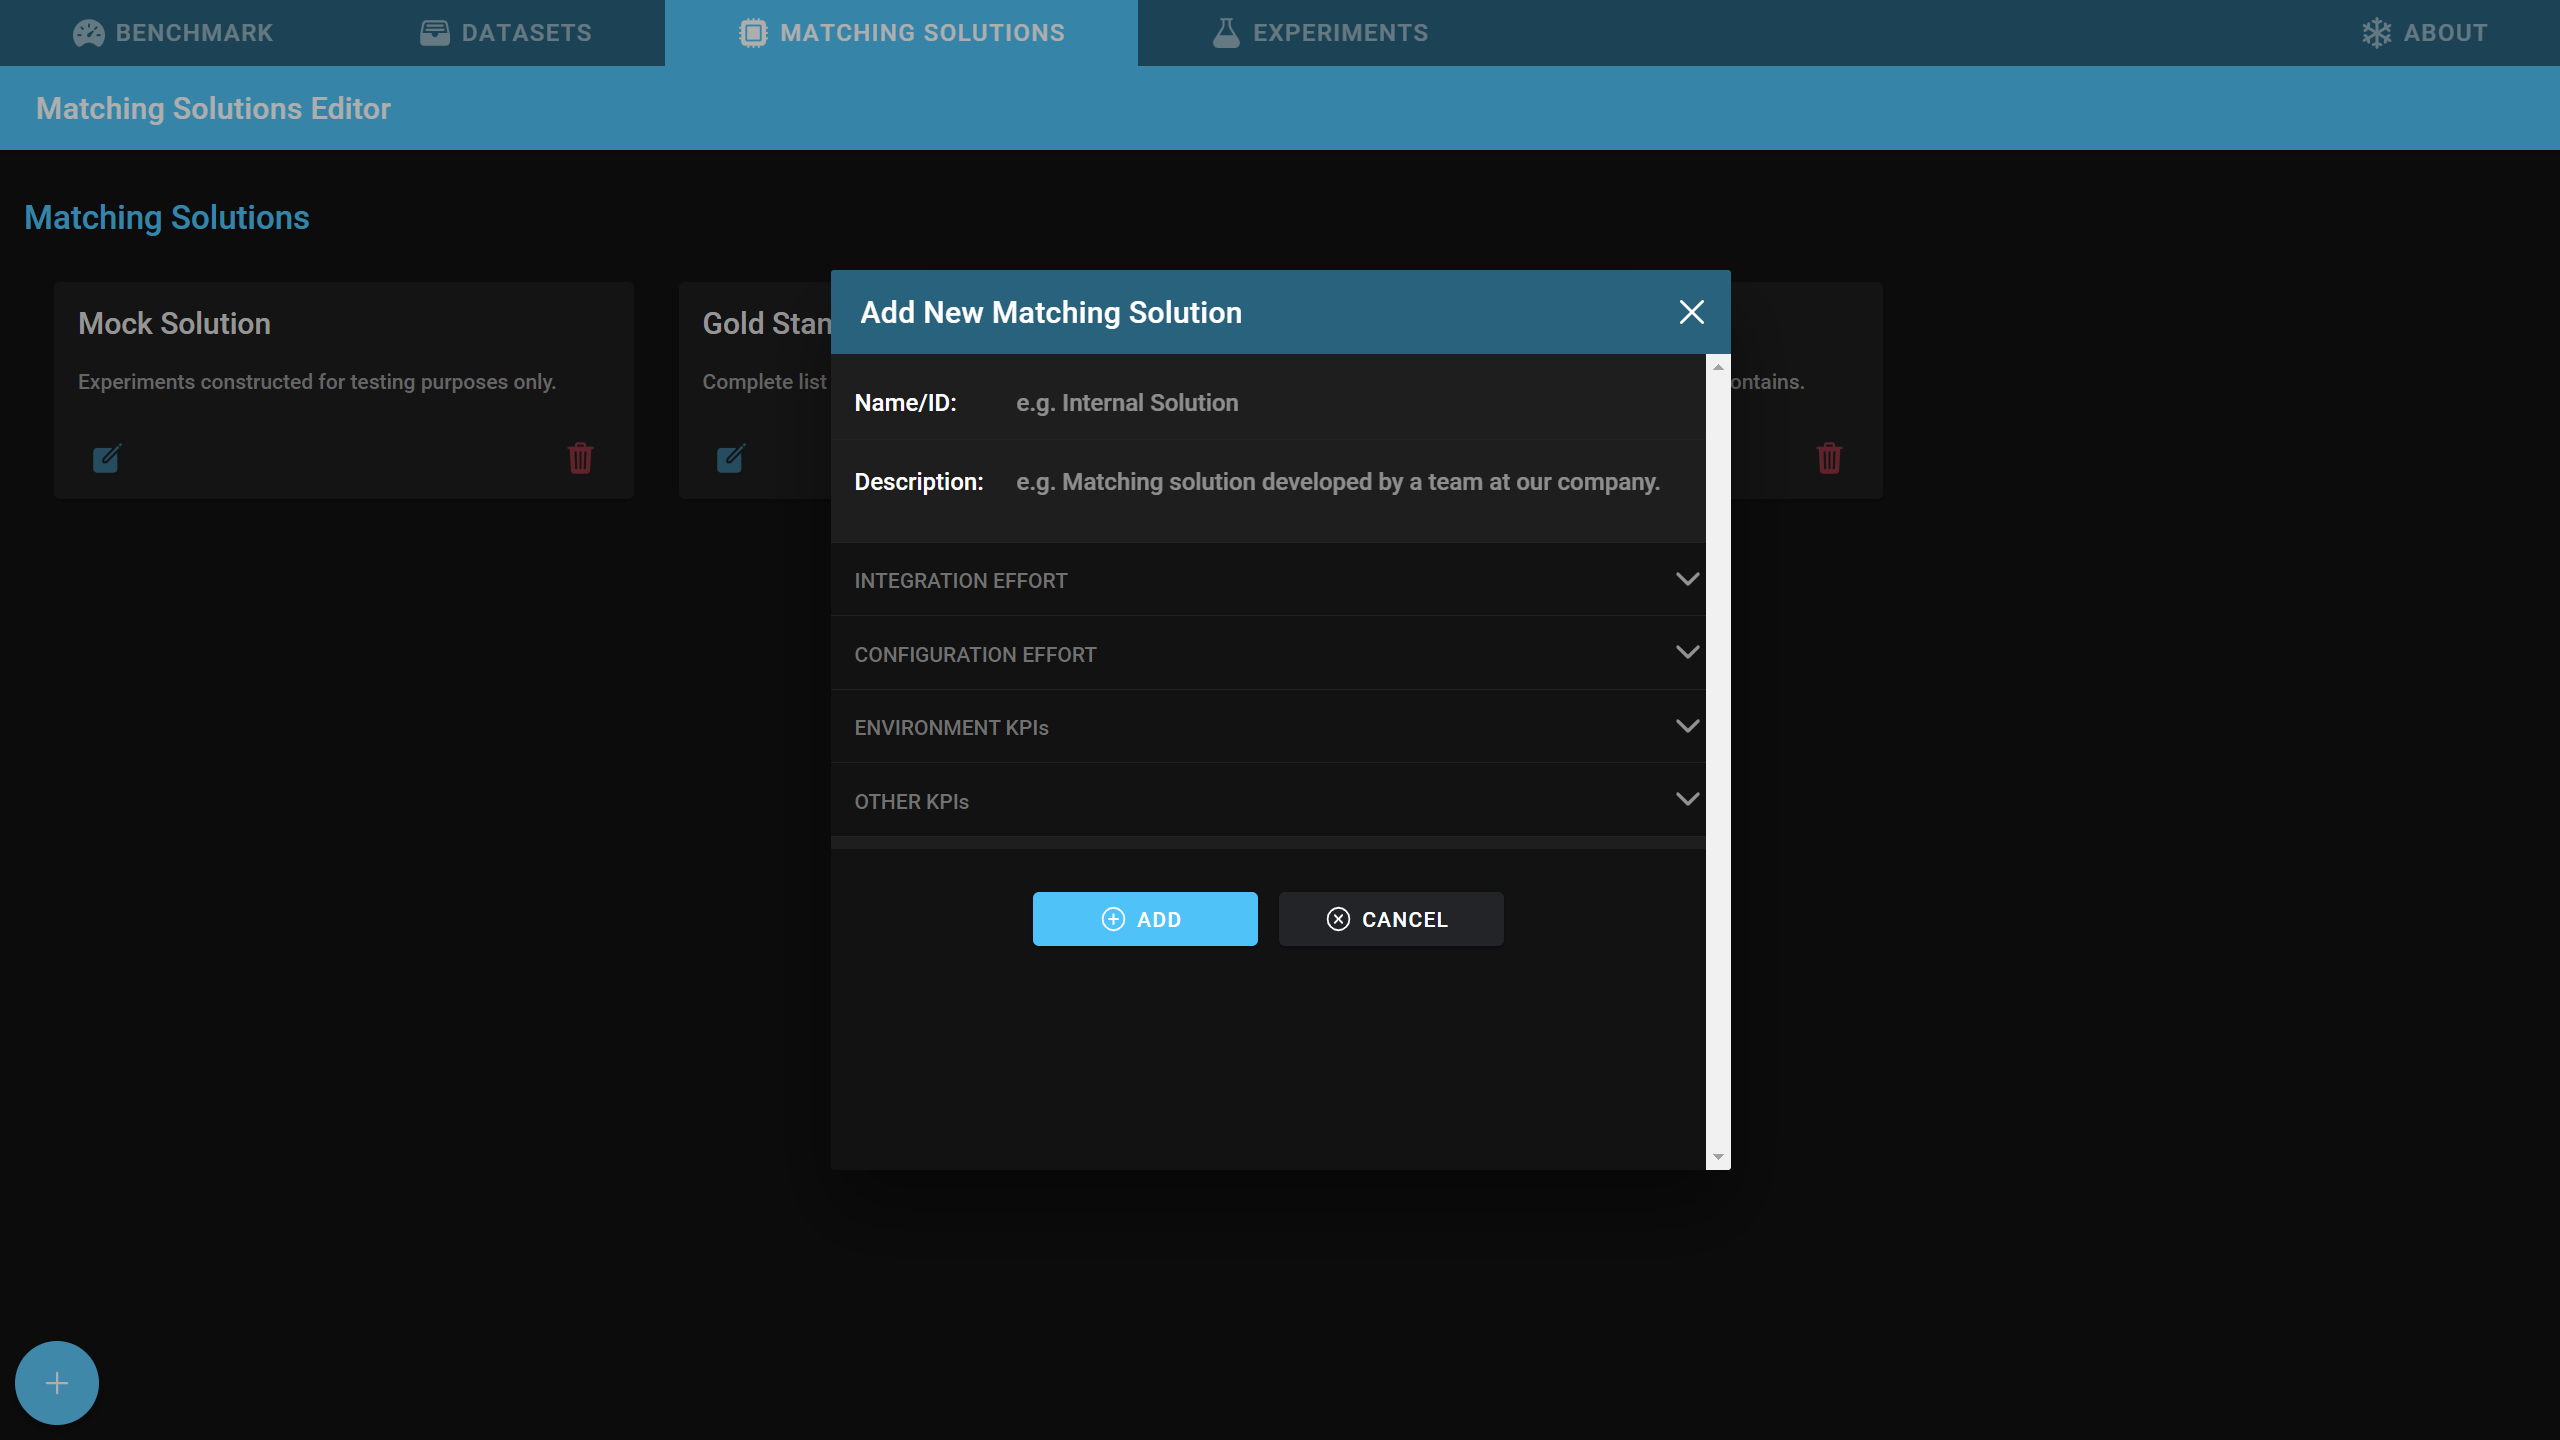 BENCHMARK
DATASETS
MATCHING SOLUTIONS
EXPERIMENTS
ABOUT
Matching Solutions Editor
Matching Solutions
Mock Solution
Experiments constructed for testing purposes only.
Gold Stan
Complete list
ontains.
Add New Matching Solution
Name/ID: e.g. Internal Solution
Description: e.g. Matching solution developed by a team at our company.
INTEGRATION EFFORT
CONFIGURATION EFFORT
ENVIRONMENT KPIs
OTHER KPIs
ADD
CANCEL